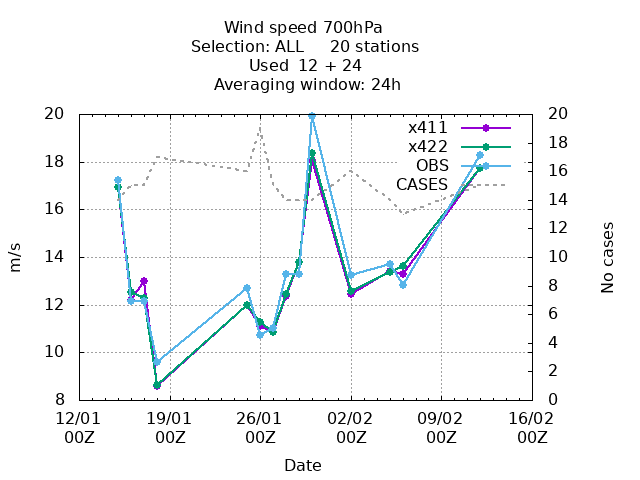 Wind speed 700hPa
Selection: ALL     20 stations
Used  12 + 24
Averaging window: 24h
20
18
16
14
12
10
8
m/s
x411
x422
OBS
CASES
20
18
16
14
12
10
8
6
4
2
0
No cases
12/01 19/01 26/01 02/02 09/02 16/02
00Z 00Z 00Z 00Z 00Z 00Z
Date